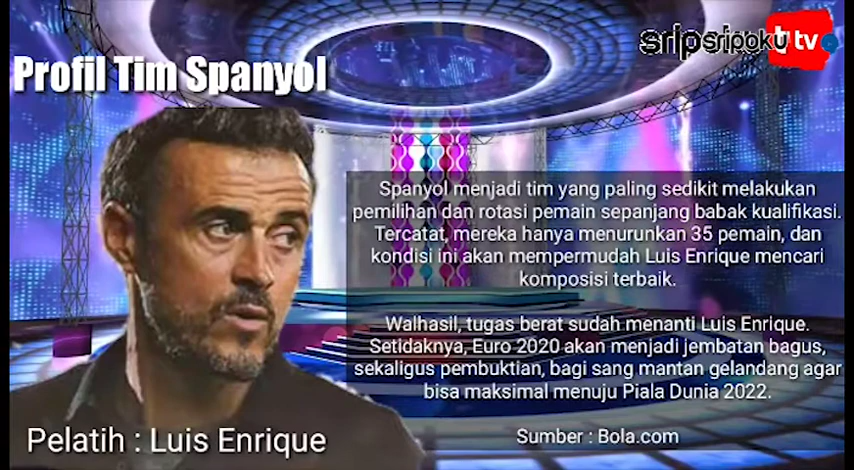 sripsripoku tv
Profil Tim Spanyol
Spanyol menjadi tim yang paling sedikit melakukan
pemilihan dan rotasi pemain sepanjang babak kualifikasi.
Tercatat, mereka hanya menurunkan 35 pemain, dan
kondisi ini akan mempermudah Luis Enrique mencari
komposisi terbaik.
Walhasil, tugas berat sudah menanti Luis Enrique.
Setidaknya, Euro 2020 akan menjadi jembatan bagus,
sekaligus pembuktian, bagi sang mantan gelandang agar
bisa maksimal menuju Piala Dunia 2022.
Pelatih : Luis Enrique
Sumber : Bola.com